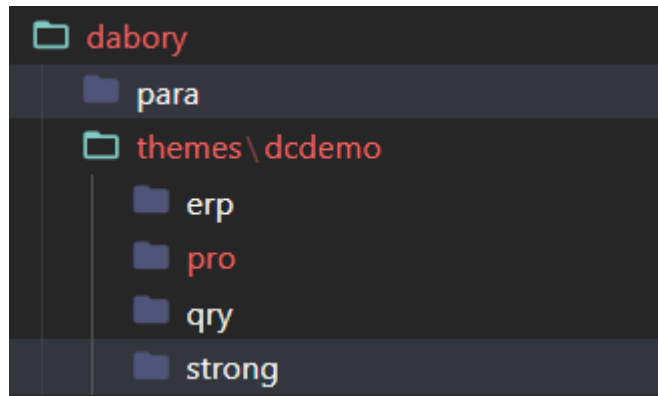 dabory
para
themes\dcdemo
erp
pro
qry
strong